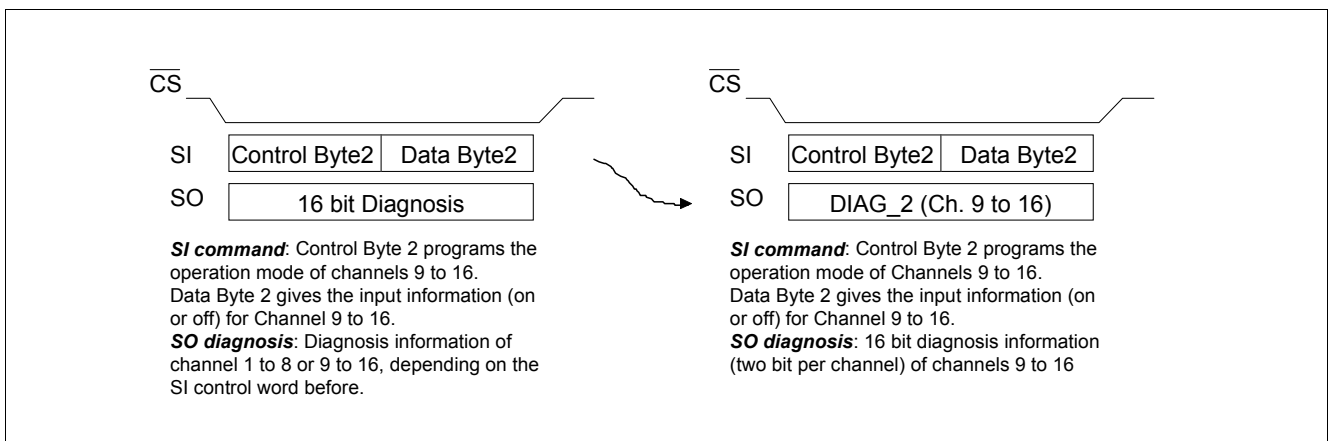 CS
SI Control Byte2 Data Byte2
SO 16 bit Diagnosis
SI command: Control Byte 2 programs the
operation mode of channels 9 to 16.
Data Byte 2 gives the input information (on
or off) for Channel 9 to 16.
SO diagnosis: Diagnosis information of
channel 1 to 8 or 9 to 16, depending on the
SI control word before.
CS
SI Control Byte2 Data Byte2
SO DIAG_2 (Ch. 9 to 16)
SI command: Control Byte 2 programs the
operation mode of Channels 9 to 16.
Data Byte 2 gives the input information (on
or off) for Channel 9 to 16.
SO diagnosis: 16 bit diagnosis information
(two bit per channel) of channels 9 to 16